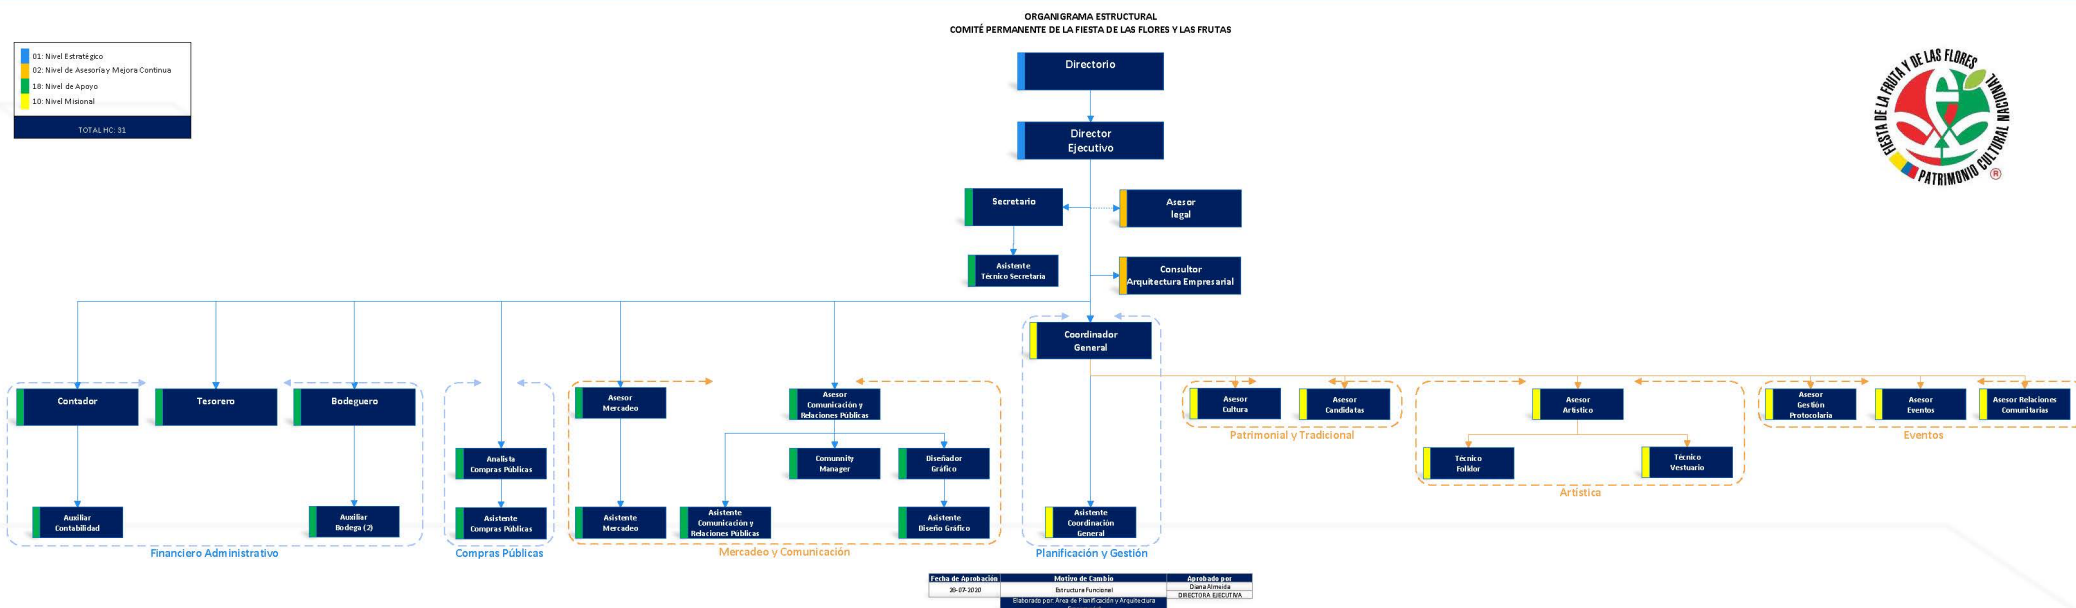 ORGANIGRAMA ESTRUCTURAL
COMITÉ PERMANENTE DE LA FIESTA DE LAS FLORES Y LAS FRUTAS
01: Nivel Estratégico
02: Nivel de Asesoría y Mejora Continua
18: Nivel de Apoyo
10: Nivel Misional
TOTAL HC: 31
FIESTA DE LA FRUTA Y DE LAS FLORES
PATRIMONIO CULTURAL NACIONAL
®
Directorio
Director
Ejecutivo
Secretario
Asesor
legal
Asistente
Técnico Secretaría
Consultor
Arquitectura Empresarial
Coordinador
General
Contador
Tesorero
Bodeguero
Asesor
Mercadeo
Asesor
Comunicación y
Relaciones Públicas
Asesor
Cultura
Asesor
Candidatas
Asesor
Artístico
Asesor
Gestión
Protocolaria
Asesor
Eventos
Asesor Relaciones
Comunitarias
Patrimonial y Tradicional
Eventos
Analista
Compras Públicas
Comunnity
Manager
Diseñador
Gráfico
Técnico
Folklor
Técnico
Vestuario
Artística
Auxiliar
Contabilidad
Auxiliar
Bodega (2)
Asistente
Compras Públicas
Asistente
Mercadeo
Asistente
Comunicación y
Relaciones Públicas
Asistente
Diseño Gráfico
Asistente
Coordinación
General
Financiero Administrativo
Compras Públicas
Mercadeo y Comunicación
Planificación y Gestión
Fecha de Aprobación Motivo de Cambio Aprobado por
28-07-2020 Estructura Funcional Diana Almeida
DIRECTORA EJECUTIVA
Elaborado por: Área de Planificación y Arquitectura